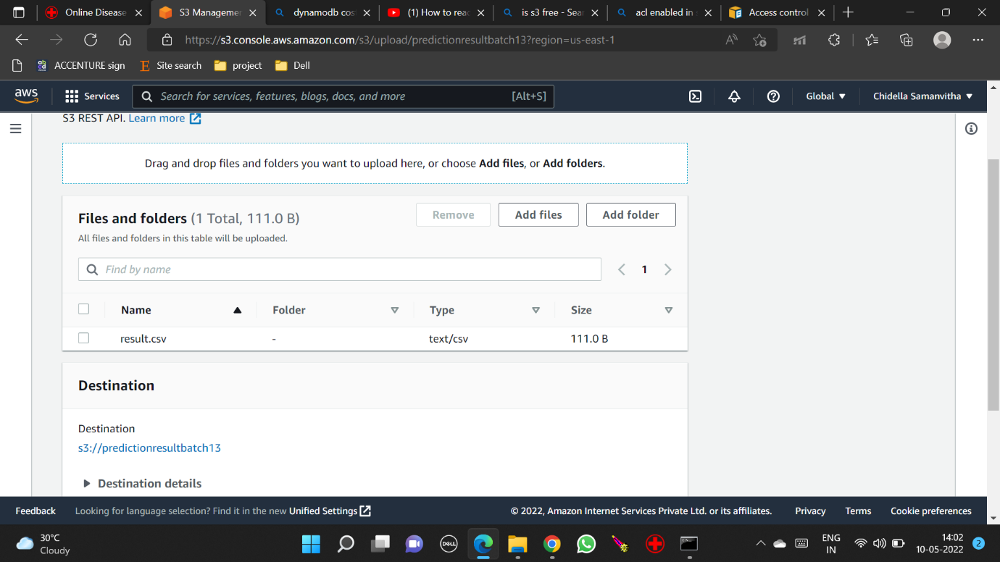 Online Disease
S3 Managemen
dynamodb cos
(1) How to read
is s3 free - Sear
acl enabled in s
Access control
https://s3.console.aws.amazon.com/s3/upload/predictionresultbatch13?region=us-east-1
ACCENTURE sign
Site search
project
Dell
aws
Services
Search for services, features, blogs, docs, and more
[Alt+S]
Global
Chidella Samanvitha
S3 REST API. Learn more
Drag and drop files and folders you want to upload here, or choose Add files, or Add folders.
Files and folders (1 Total, 111.0 B)
Remove
Add files
Add folder
All files and folders in this table will be uploaded.
Find by name
1
Name
Folder
Type
Size
result.csv
-
text/csv
111.0 B
Destination
Destination
s3://predictionresultbatch13
Destination details
Feedback
Looking for language selection? Find it in the new Unified Settings
© 2022, Amazon Internet Services Private Ltd. or its affiliates.
Privacy
Terms
Cookie preferences
30°C
Cloudy
DELL
ENG
IN
14:02
10-05-2022
2